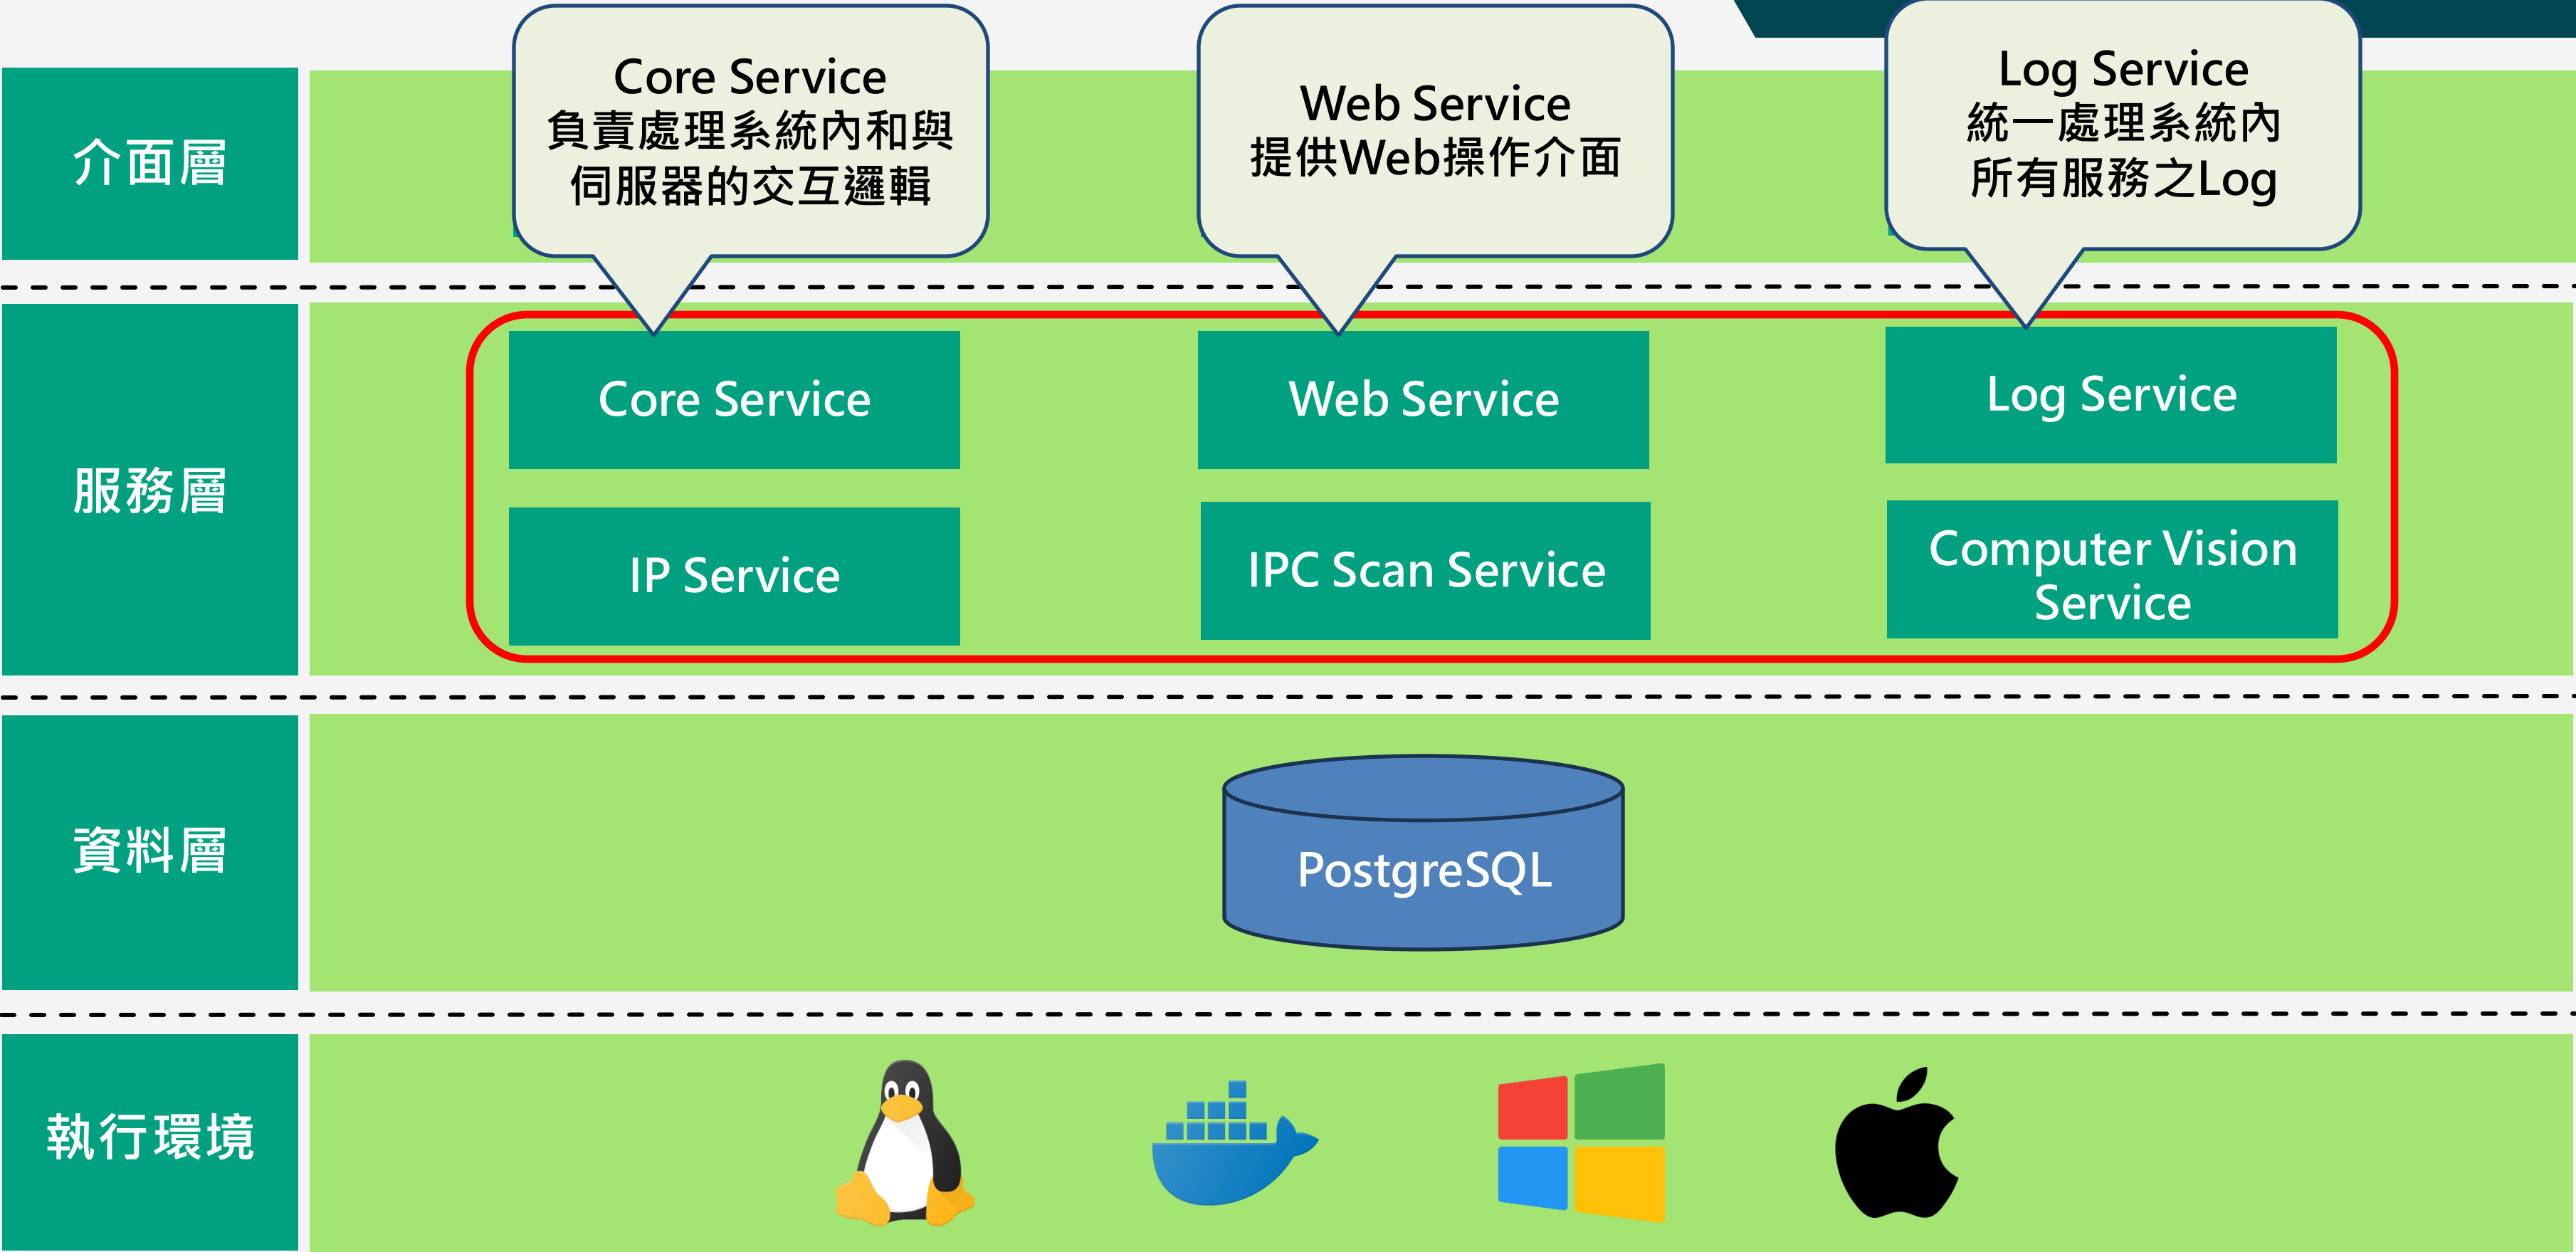 Core Service
負責處理系統內和與
伺服器的交互邏輯
Web Service
提供Web操作介面
Log Service
統一處理系統內
所有服務之Log
介面層
服務層
Core Service
Web Service
Log Service
IP Service
IPC Scan Service
Computer Vision
Service
資料層
PostgreSQL
執行環境